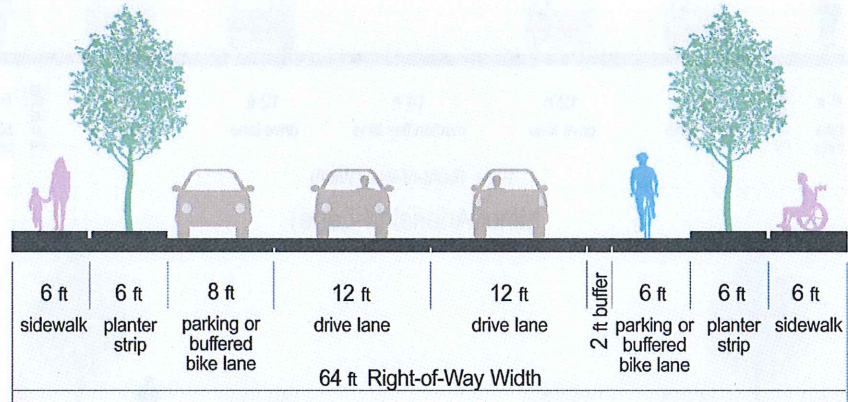 6 ft
sidewalk
6 ft
planter
strip
8 ft
parking or
buffered
bike lane
12 ft
drive lane
12 ft
drive lane
2 ft buffer
6 ft
parking or
buffered
bike lane
6 ft
planter
strip
6 ft
sidewalk
64 ft Right-of-Way Width